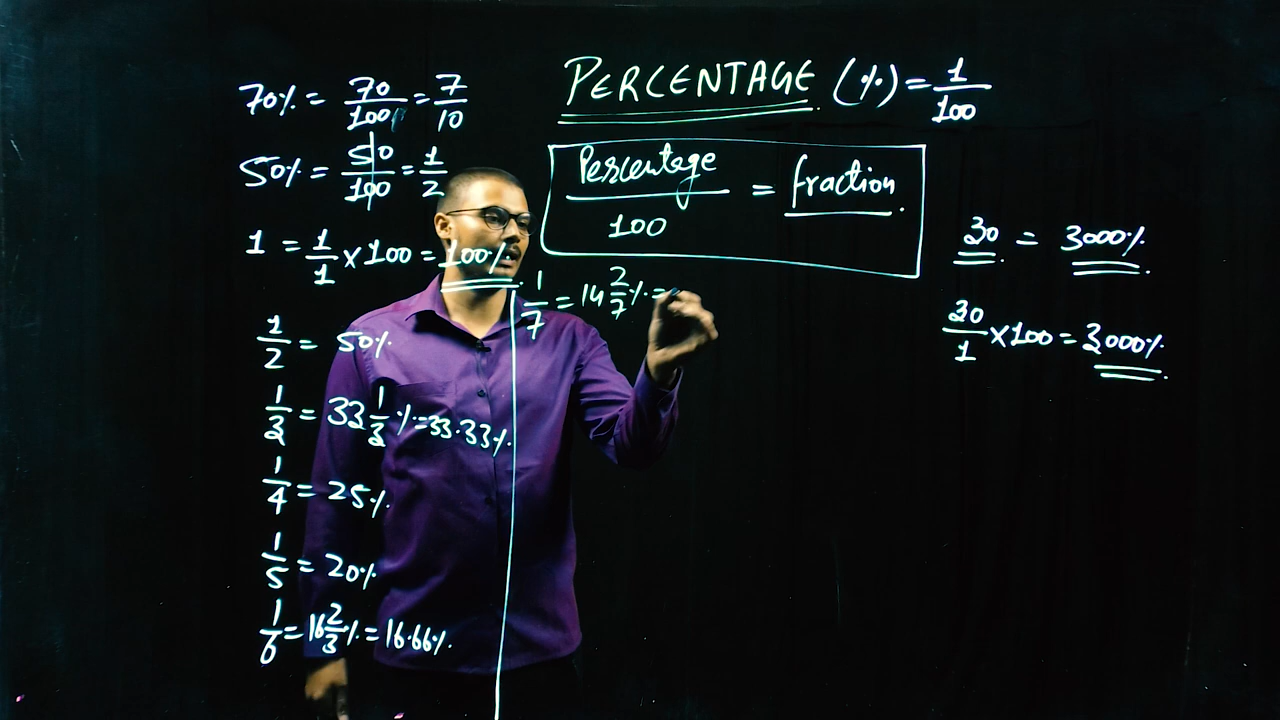 PERCENTAGE (%) = 1/100
70% = 70/100 = 7/10
50% = 50/100 = 1/2
Percentage/100 = fraction.
1 = 1/1 × 100 = 100%.
30 = 3000%.
1/7 = 14 2/7 % =
30/1 × 100 = 3000%.
1/2 = 50%.
1/3 = 33 1/3 % = 33.33%.
1/4 = 25%.
1/5 = 20%
1/6 = 16 2/3 % = 16.66%.